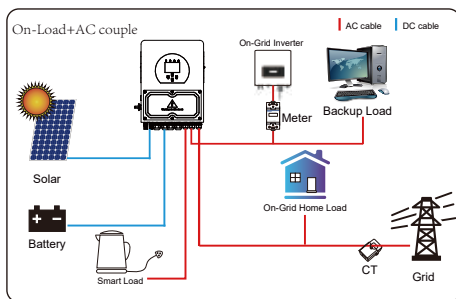 On-Load+AC couple
AC cable
DC cable
On-Grid Inverter
Meter
Backup Load
Solar
On-Grid Home Load
Battery
Smart Load
CT
Grid